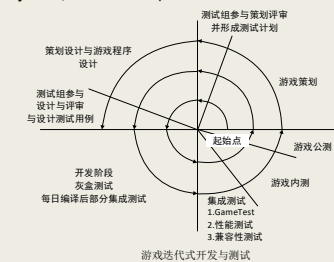 测试组参与策划评审
并形成测试计划
策划设计与游戏程序
设计
游戏策划
测试组参与
设计与评审
与设计测试用例
起始点
游戏公测
开发阶段
灰盒测试
每日编译后部分集成测试
游戏内测
集成测试
1.GameTest
2.性能测试
3.兼容性测试
游戏迭代式开发与测试